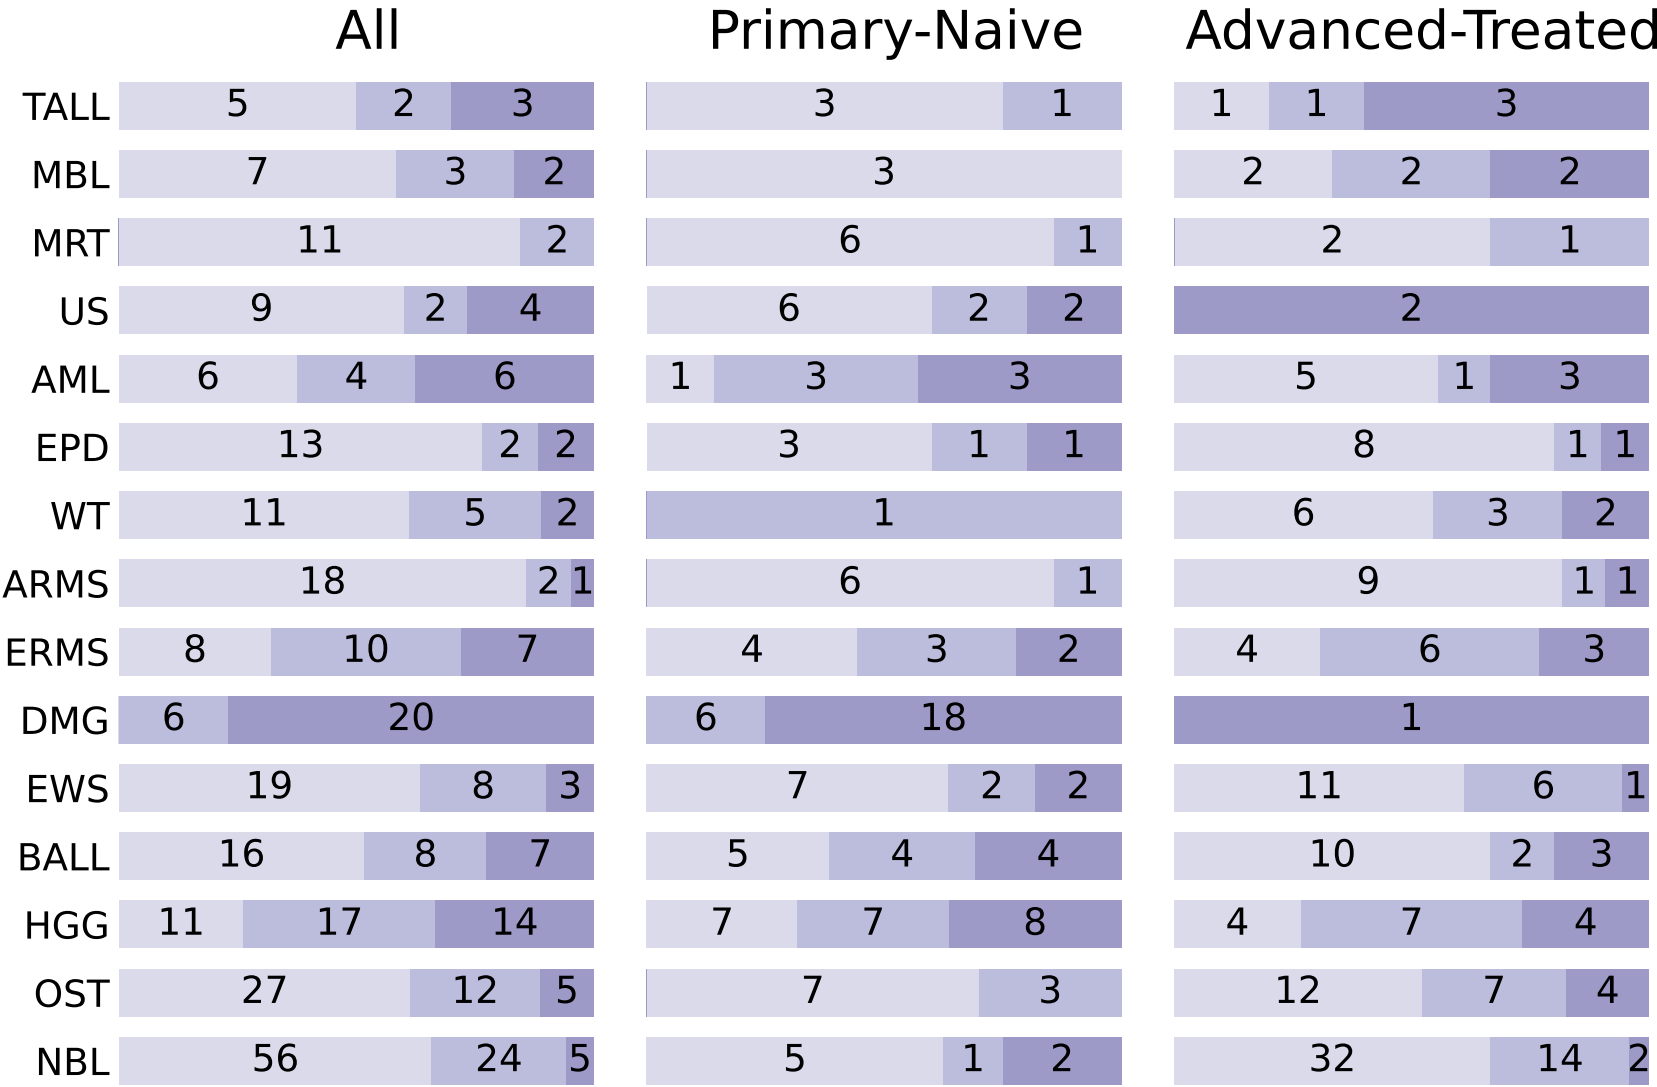 All Primary-Naive Advanced-Treated
TALL 5 2 3 3 1 1 1 3
MBL 7 3 2 3 2 2 2
MRT 11 2 6 1 2 1
US 9 2 4 6 2 2 2
AML 6 4 6 1 3 3 5 1 3
EPD 13 2 2 3 1 1 8 1 1
WT 11 5 2 1 6 3 2
ARMS 18 2 1 6 1 9 1 1
ERMS 8 10 7 4 3 2 4 6 3
DMG 6 20 6 18 1
EWS 19 8 3 7 2 2 11 6 1
BALL 16 8 7 5 4 4 10 2 3
HGG 11 17 14 7 7 8 4 7 4
OST 27 12 5 7 3 12 7 4
NBL 56 24 5 5 1 2 32 14 2